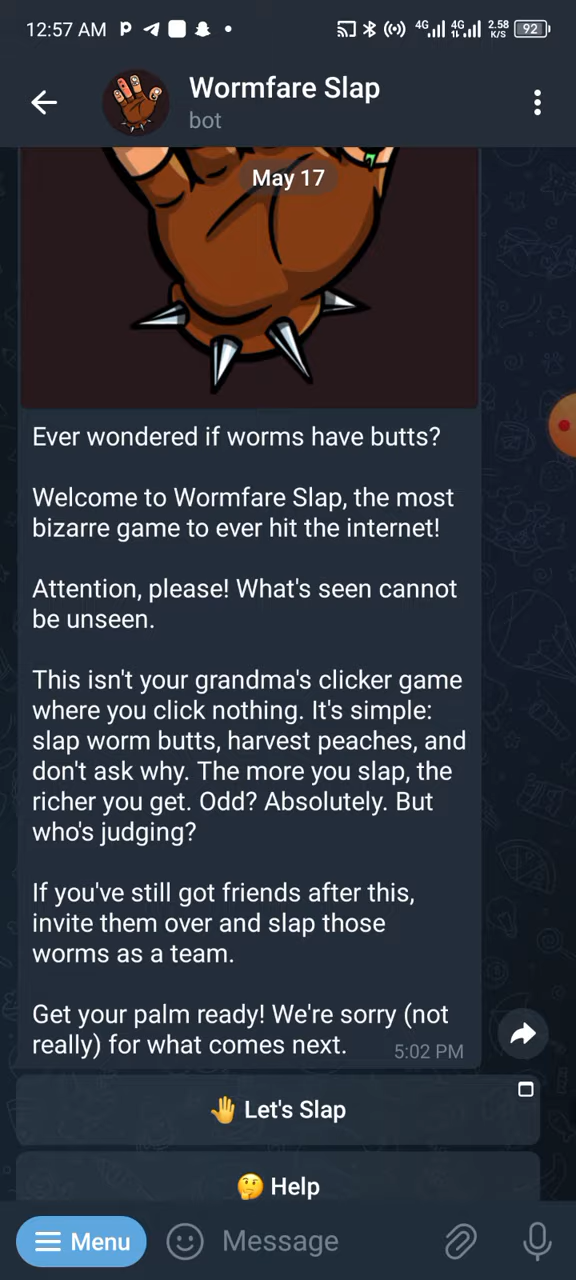 12:57 AM
4G 4G 2.58 K/S 92
Wormfare Slap
bot
May 17
Ever wondered if worms have butts?
Welcome to Wormfare Slap, the most
bizarre game to ever hit the internet!
Attention, please! What's seen cannot
be unseen.
This isn't your grandma's clicker game
where you click nothing. It's simple:
slap worm butts, harvest peaches, and
don't ask why. The more you slap, the
richer you get. Odd? Absolutely. But
who's judging?
If you've still got friends after this,
invite them over and slap those
worms as a team.
Get your palm ready! We're sorry (not
really) for what comes next.
5:02 PM
Let's Slap
Help
Menu
Message